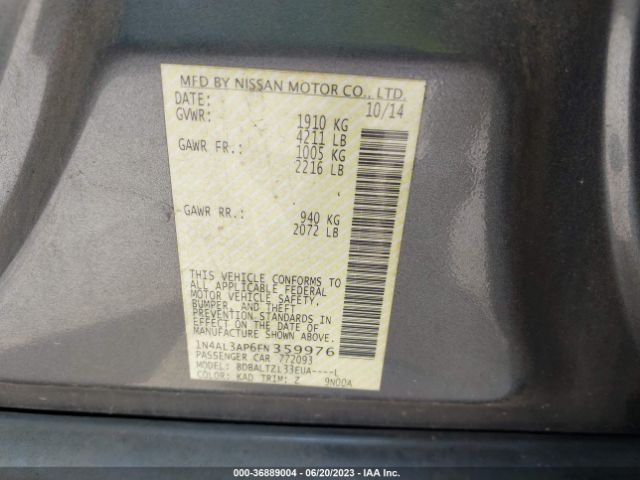 MFD BY NISSAN MOTOR CO., LTD.
DATE: 10/14
GVWR: 1910 KG
4211 LB
GAWR FR.: 1005 KG
2216 LB
GAWR RR.: 940 KG
2072 LB
THIS VEHICLE CONFORMS TO
ALL APPLICABLE FEDERAL
MOTOR VEHICLE SAFETY,
BUMPER, AND THEFT
PREVENTION STANDARDS IN
EFFECT ON THE DATE OF
MANUFACTURE SHOWN ABOVE.
1N4AL3AP6FN359976
PASSENGER CAR 772093
MODEL: BDBALTZL33EUA----L
COLOR: KAD TRIM: Z 9N00A
000-36889004 | 06/20/2023 | IAA Inc.